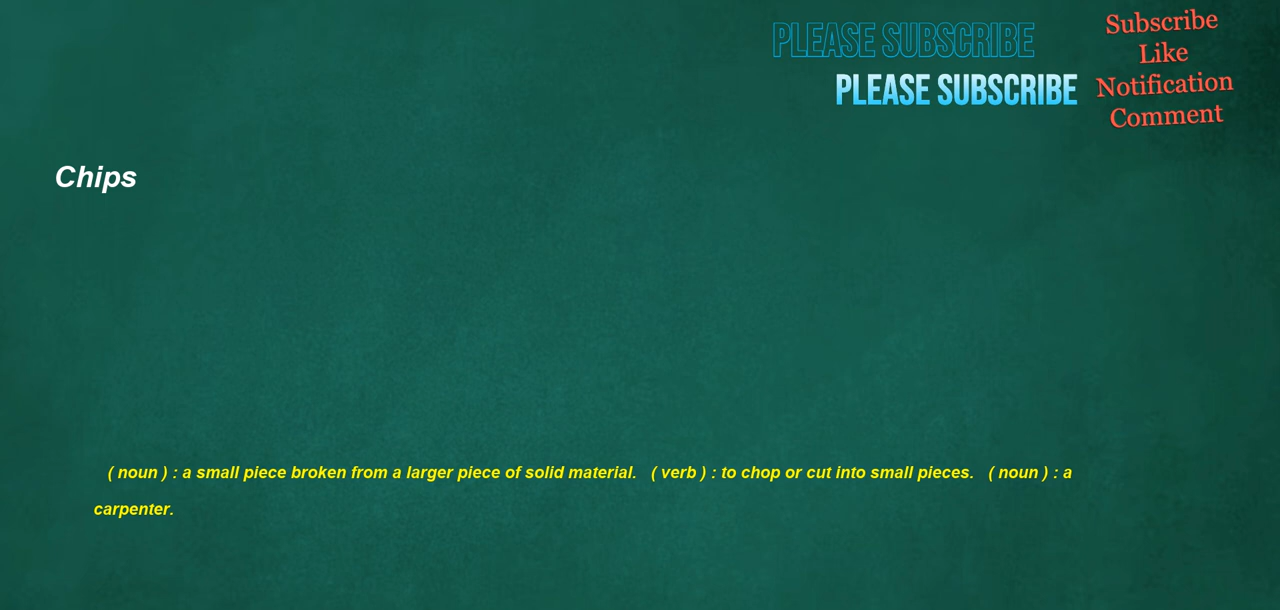 PLEASE SUBSCRIBE
PLEASE SUBSCRIBE
Subscribe
Like
Notification
Comment
Chips
( noun ) : a small piece broken from a larger piece of solid material.   ( verb ) : to chop or cut into small pieces.   ( noun ) : a
carpenter.